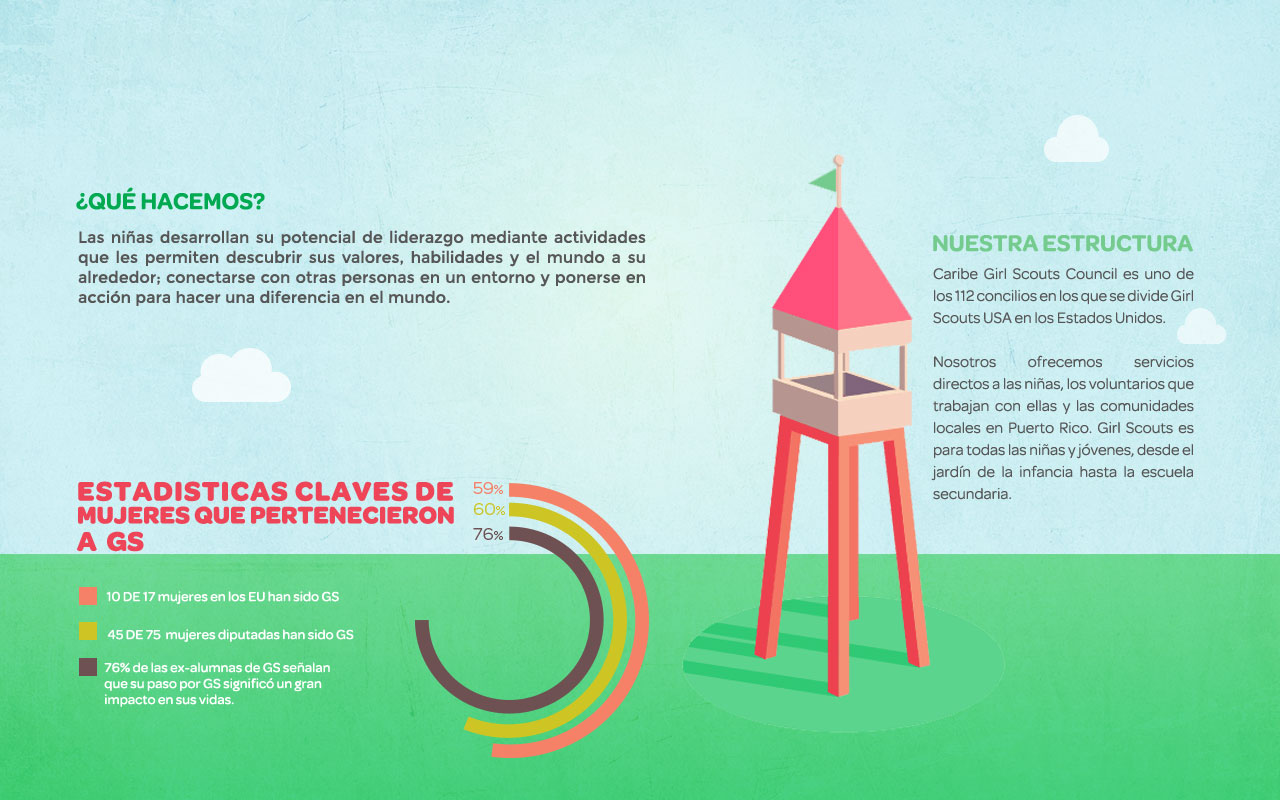 ¿QUÉ HACEMOS?
Las niñas desarrollan su potencial de liderazgo mediante actividades
que les permiten descubrir sus valores, habilidades y el mundo a su
alrededor; conectarse con otras personas en un entorno y ponerse en
acción para hacer una diferencia en el mundo.
ESTADISTICAS CLAVES DE
MUJERES QUE PERTENECIERON
A GS
59%
60%
76%
10 DE 17 mujeres en los EU han sido GS
45 DE 75 mujeres diputadas han sido GS
76% de las ex-alumnas de GS señalan
que su paso por GS significó un gran
impacto en sus vidas.
NUESTRA ESTRUCTURA
Caribe Girl Scouts Council es uno de
los 112 concilios en los que se divide Girl
Scouts USA en los Estados Unidos.
Nosotros ofrecemos servicios
directos a las niñas, los voluntarios que
trabajan con ellas y las comunidades
locales en Puerto Rico. Girl Scouts es
para todas las niñas y jóvenes, desde el
jardín de la infancia hasta la escuela
secundaria.